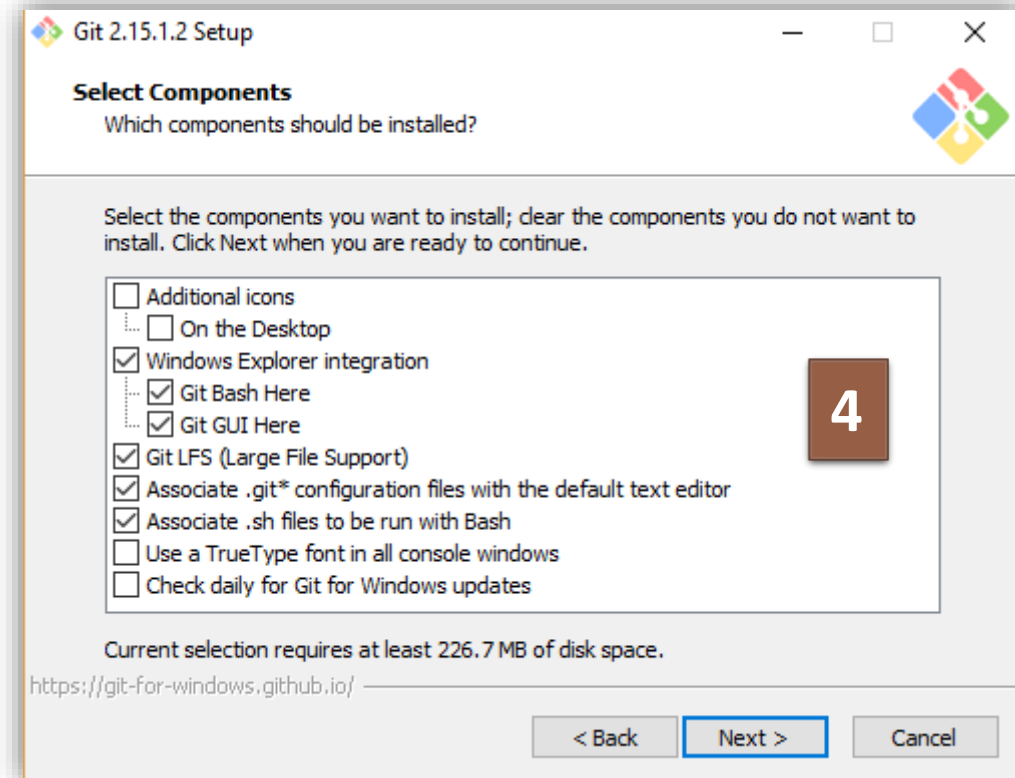 Git 2.15.1.2 Setup
Select Components
Which components should be installed?
Select the components you want to install; clear the components you do not want to
install. Click Next when you are ready to continue.
Additional icons
On the Desktop
Windows Explorer integration
Git Bash Here
4
Git GUI Here
Git LFS (Large File Support)
Associate .git* configuration files with the default text editor
Associate .sh files to be run with Bash
Use a TrueType font in all console windows
Check daily for Git for Windows updates
Current selection requires at least 226.7 MB of disk space.
https://git-for-windows.github.io/
< Back Next > Cancel